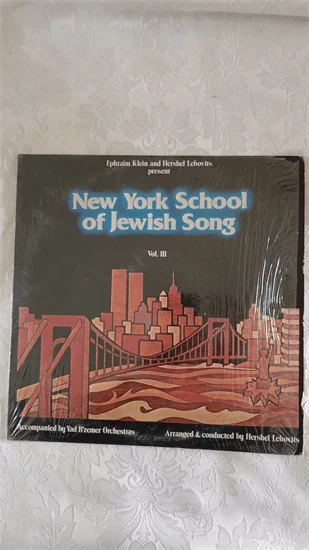 Ephraim Klein and Hershel Lebovits
present
New York School
of Jewish Song
Vol. III
Accompanied by Yad B'zemer Orchestras
Arranged & conducted by Hershel Lebovits